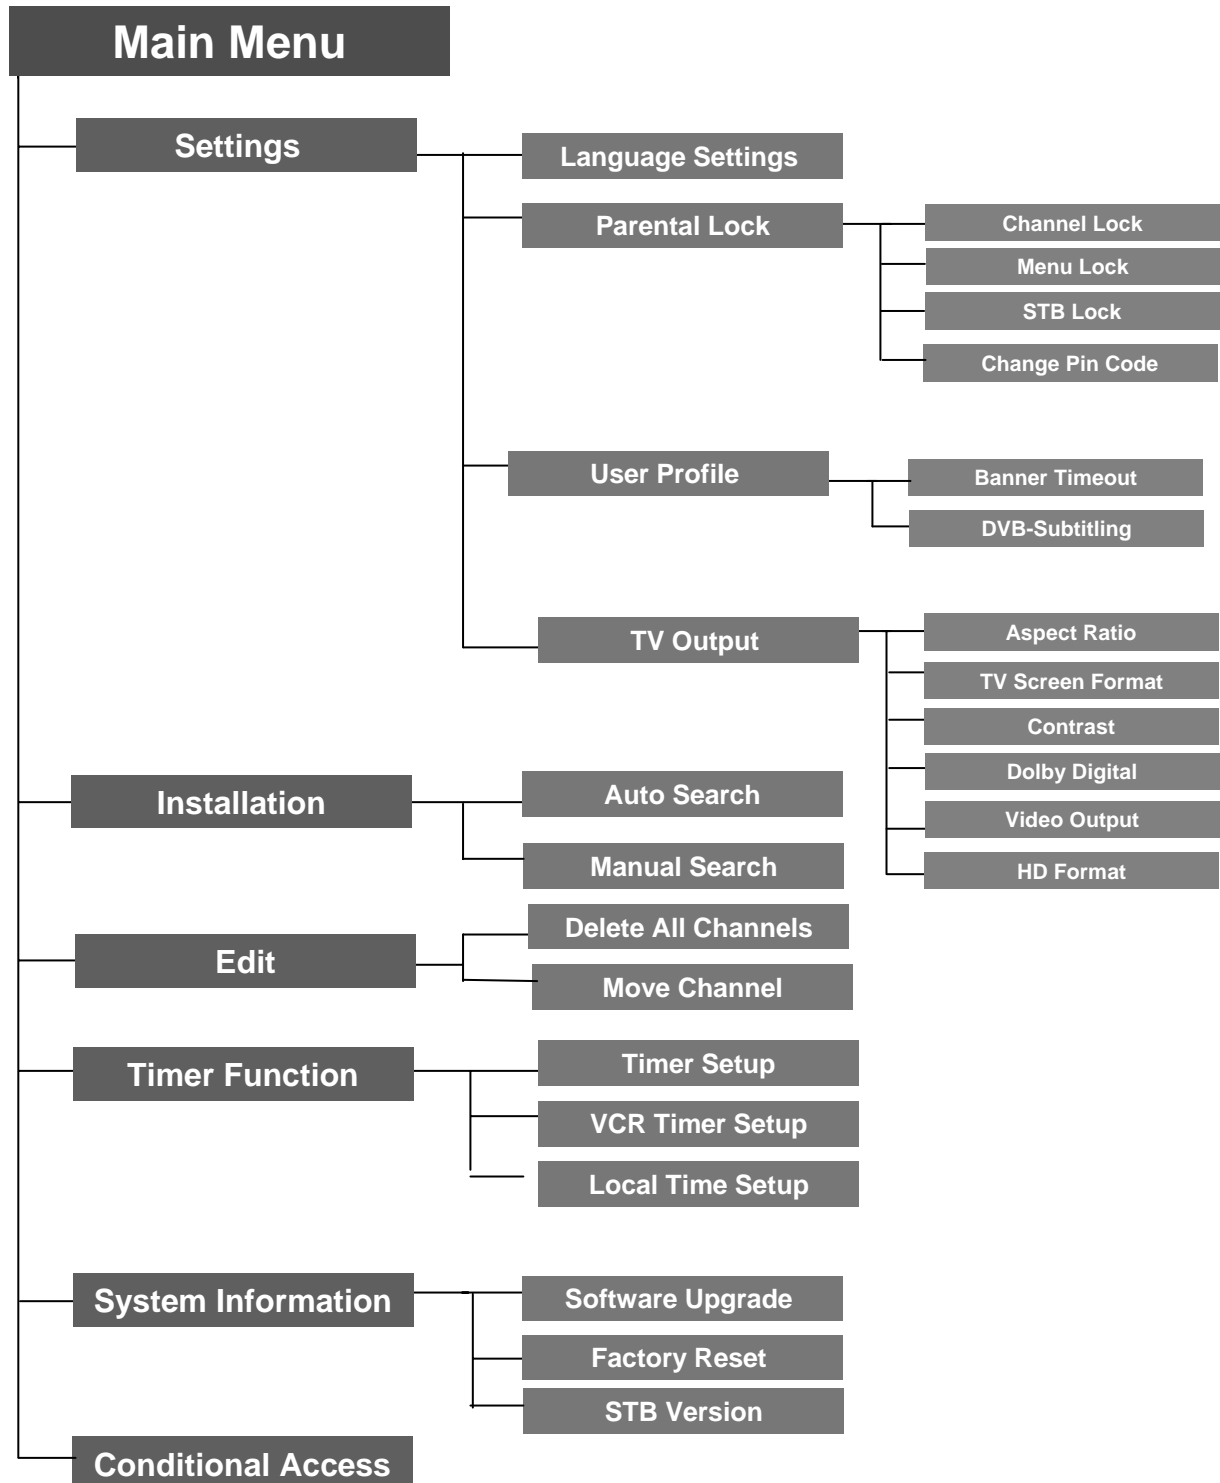 Main Menu
Settings
Language Settings
Parental Lock
Channel Lock
Menu Lock
STB Lock
Change Pin Code
User Profile
Banner Timeout
DVB-Subtitling
TV Output
Aspect Ratio
TV Screen Format
Contrast
Dolby Digital
Video Output
HD Format
Installation
Auto Search
Manual Search
Edit
Delete All Channels
Move Channel
Timer Function
Timer Setup
VCR Timer Setup
Local Time Setup
System Information
Software Upgrade
Factory Reset
STB Version
Conditional Access